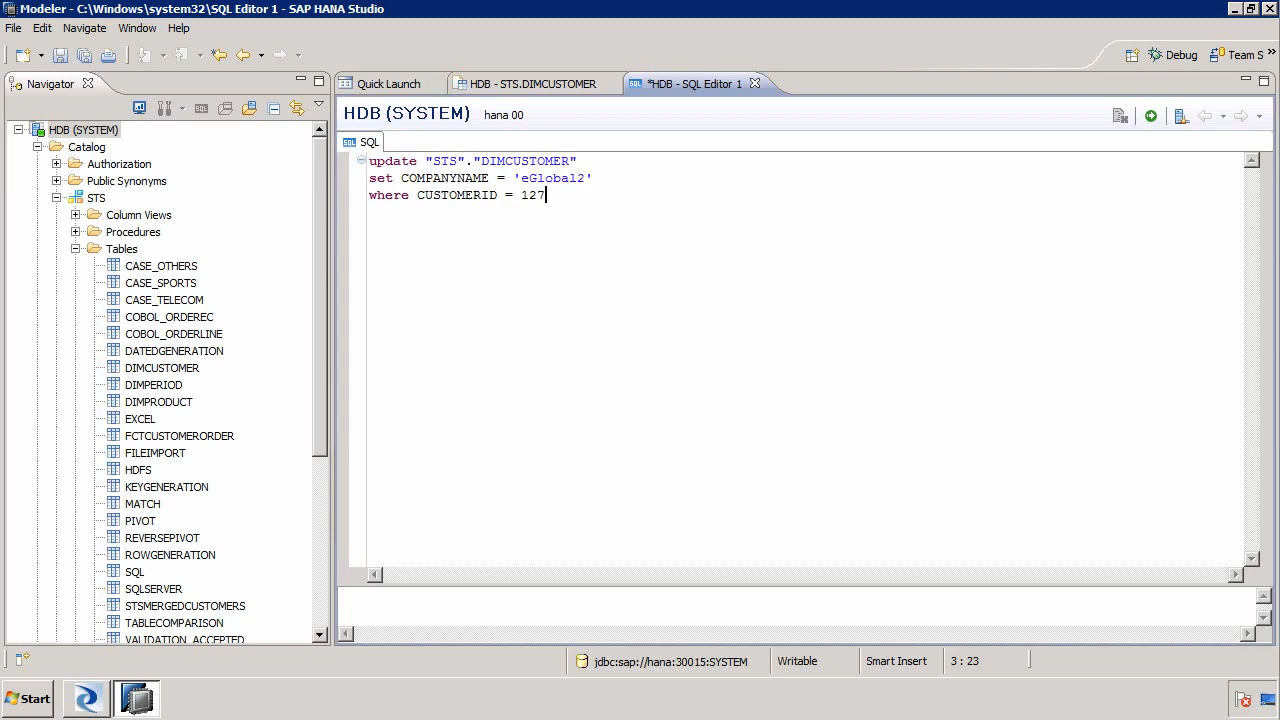 Modeler - C:\Windows\system32\SQL Editor 1 - SAP HANA Studio
File Edit Navigate Window Help
Debug Team S »
Navigator
Quick Launch HDB - STS.DIMCUSTOMER *HDB - SQL Editor 1
HDB (SYSTEM) hana 00
SQL
update "STS"."DIMCUSTOMER"
set COMPANYNAME = 'eGlobal2'
where CUSTOMERID = 127
HDB (SYSTEM)
Catalog
Authorization
Public Synonyms
STS
Column Views
Procedures
Tables
CASE_OTHERS
CASE_SPORTS
CASE_TELECOM
COBOL_ORDEREC
COBOL_ORDERLINE
DATEDGENERATION
DIMCUSTOMER
DIMPERIOD
DIMPRODUCT
EXCEL
FCTCUSTOMERORDER
FILEIMPORT
HDFS
KEYGENERATION
MATCH
PIVOT
REVERSEPIVOT
ROWGENERATION
SQL
SQLSERVER
STSMERGEDCUSTOMERS
TABLECOMPARISON
VALIDATION_ACCEPTED
jdbc:sap://hana:30015:SYSTEM Writable Smart Insert 3 : 23
Start